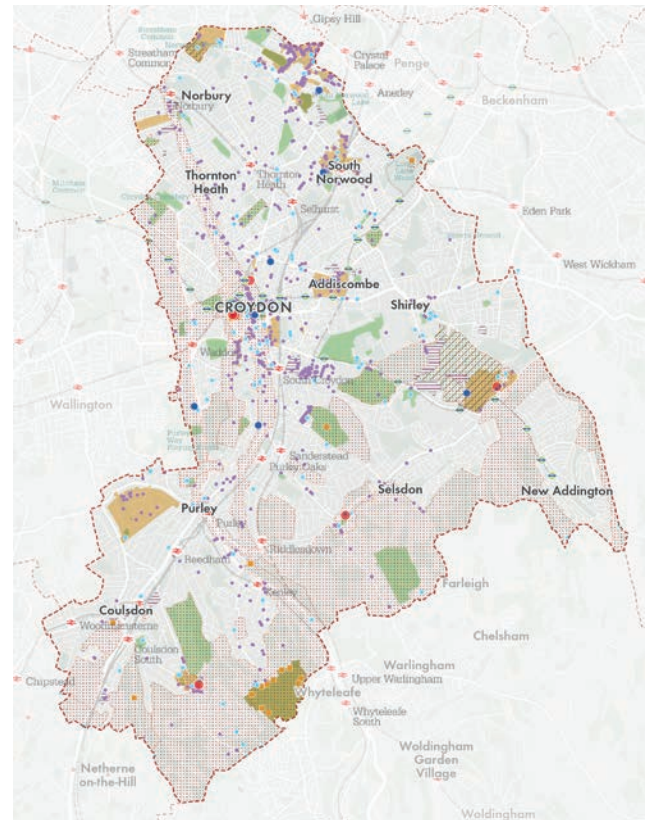 Gipsy Hill
Streatham
Common
Crystal
Palace
Penge
Anerley
Beckenham
Norbury
Norbury
Thornton
Heath
Thornton
Heath
South
Norwood
Selhurst
Eden Park
West Wickham
Addiscombe
CROYDON
Shirley
Waddon
Wallington
South Croydon
Sanderstead
Purley Oaks
Selsdon
New Addington
Purley
Purley
Riddlesdown
Reedham
Kenley
Farleigh
Coulsdon
Woodmansterne
Coulsdon
South
Chelsham
Chipstead
Warlingham
Upper Warlingham
Whyteleafe
Whyteleafe
South
Woldingham
Garden
Village
Netherne
on-the-Hill
Woldingham